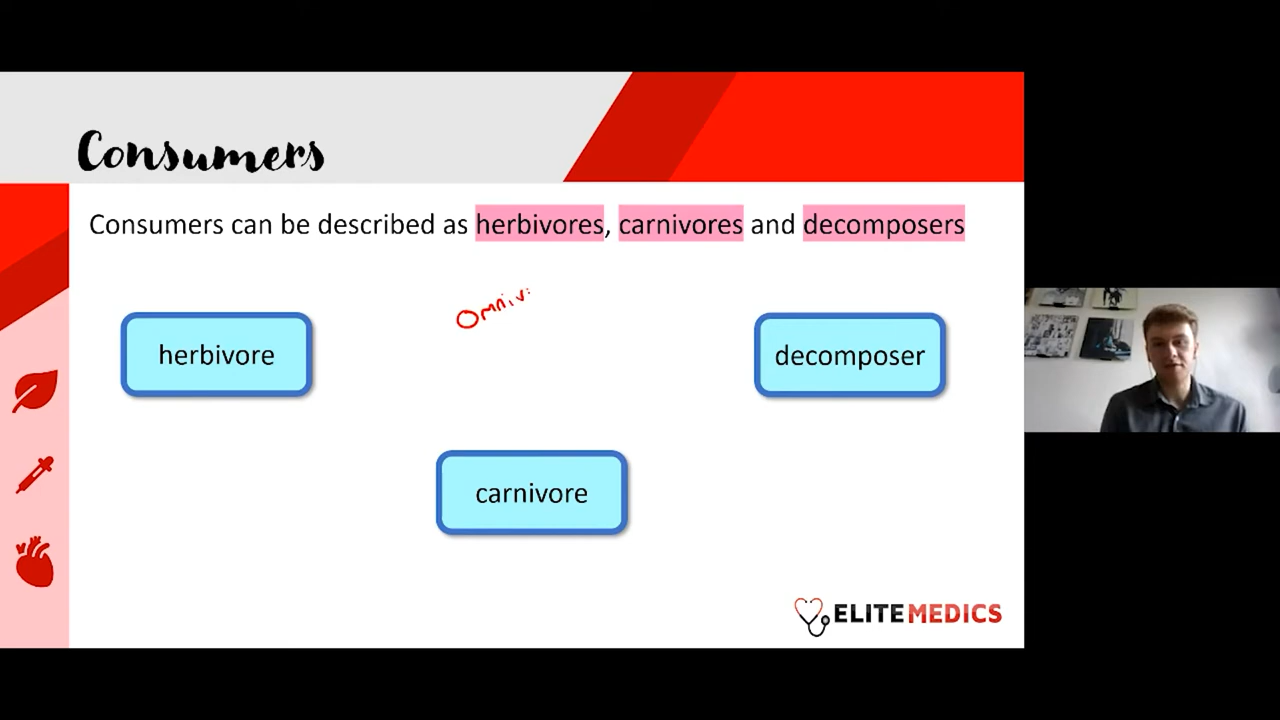 Consumers
Consumers can be described as herbivores, carnivores and decomposers
Omniv
herbivore
decomposer
carnivore
ELITEMEDICS